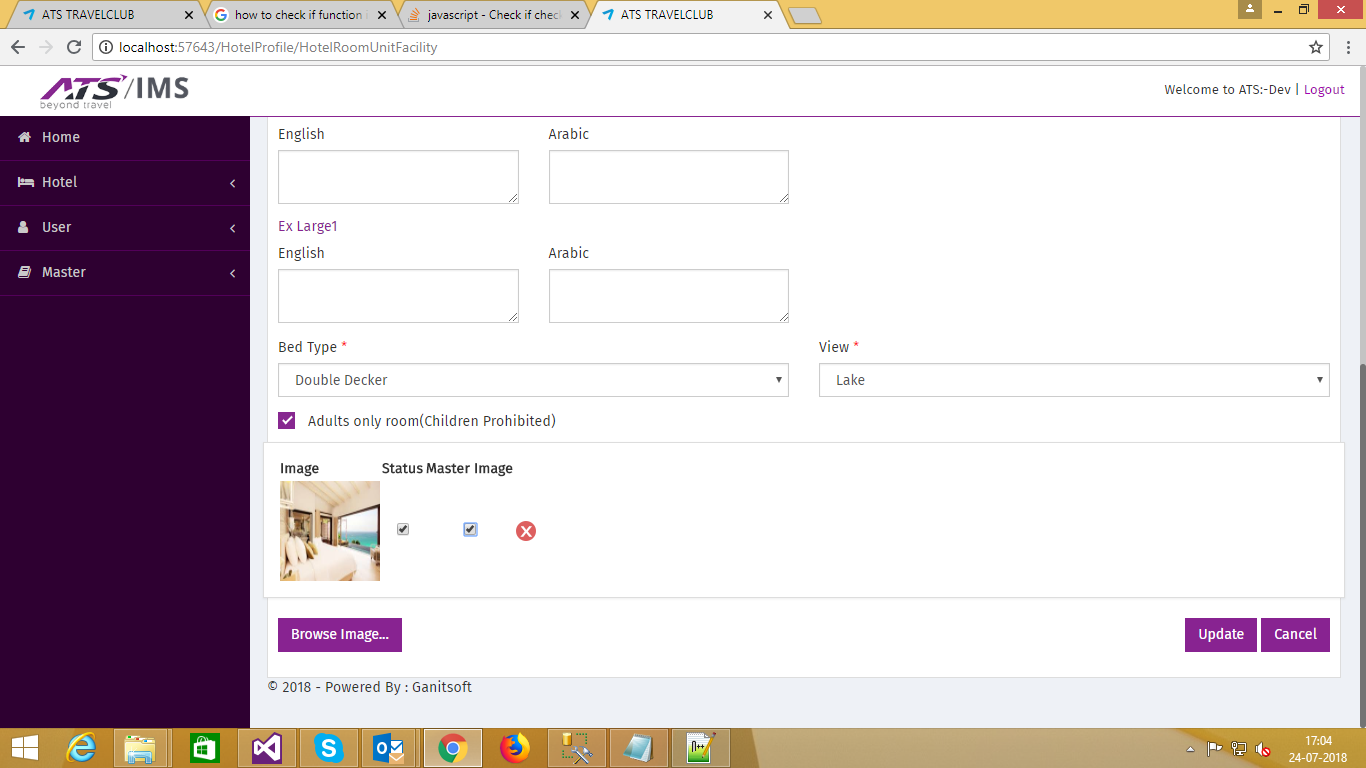 ATS TRAVELCLUB
how to check if function i
javascript - Check if chec
ATS TRAVELCLUB
localhost:57643/HotelProfile/HotelRoomUnitFacility
ATS/IMS
beyond travel
Welcome to ATS:-Dev | Logout
Home
Hotel
User
Master
English Arabic
Ex Large1
English Arabic
Bed Type * View *
Double Decker Lake
Adults only room(Children Prohibited)
Image Status Master Image
Browse Image... Update Cancel
© 2018 - Powered By : Ganitsoft
17:04
24-07-2018